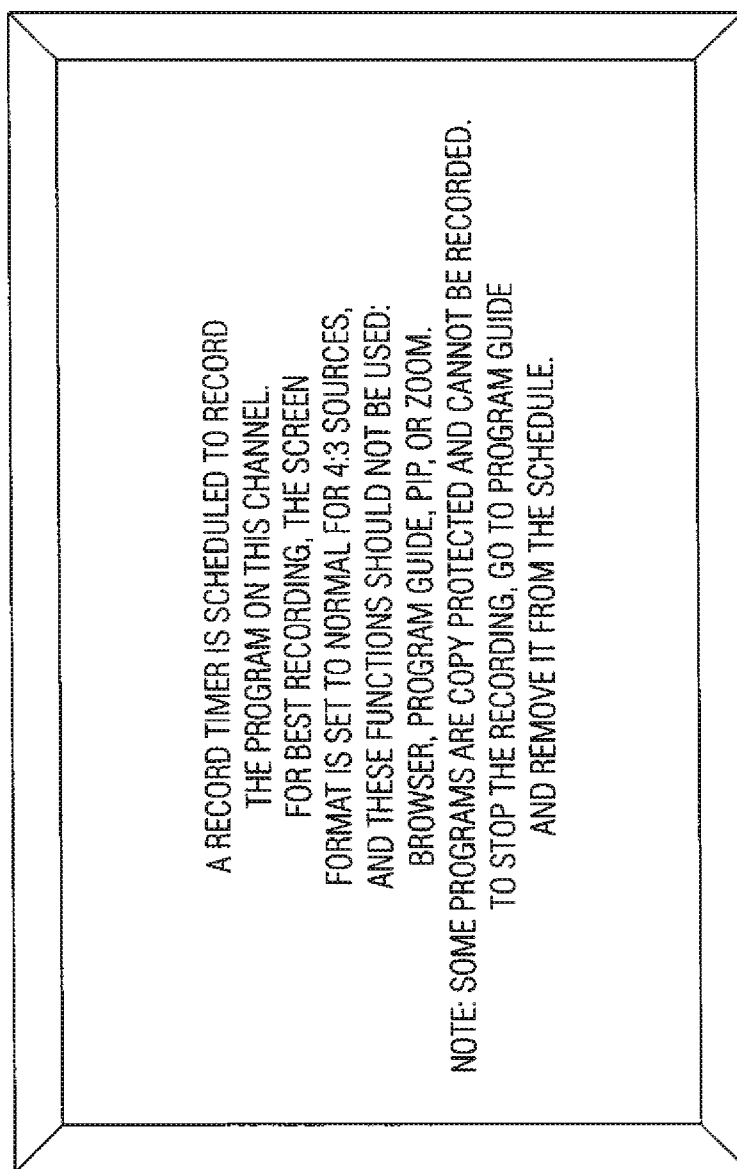 A RECORD TIMER IS SCHEDULED TO RECORD
THE PROGRAM ON THIS CHANNEL.
FOR BEST RECORDING, THE SCREEN
FORMAT IS SET TO NORMAL FOR 4:3 SOURCES,
AND THESE FUNCTIONS SHOULD NOT BE USED:
BROWSER, PROGRAM GUIDE, PIP, OR ZOOM.
NOTE: SOME PROGRAMS ARE COPY PROTECTED AND CANNOT BE RECORDED.
TO STOP THE RECORDING, GO TO PROGRAM GUIDE
AND REMOVE IT FROM THE SCHEDULE.